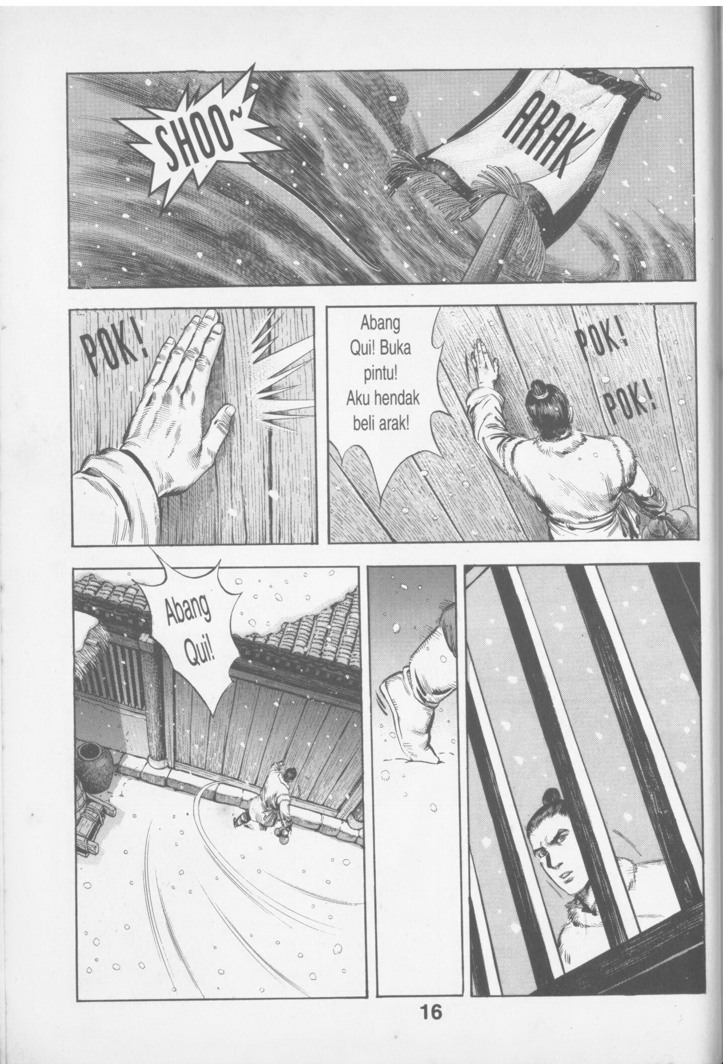 SHOO~
ARAK
POK!
Abang
Qui! Buka
pintu!
Aku hendak
beli arak!
POK!
POK!
Abang
Qui!
16